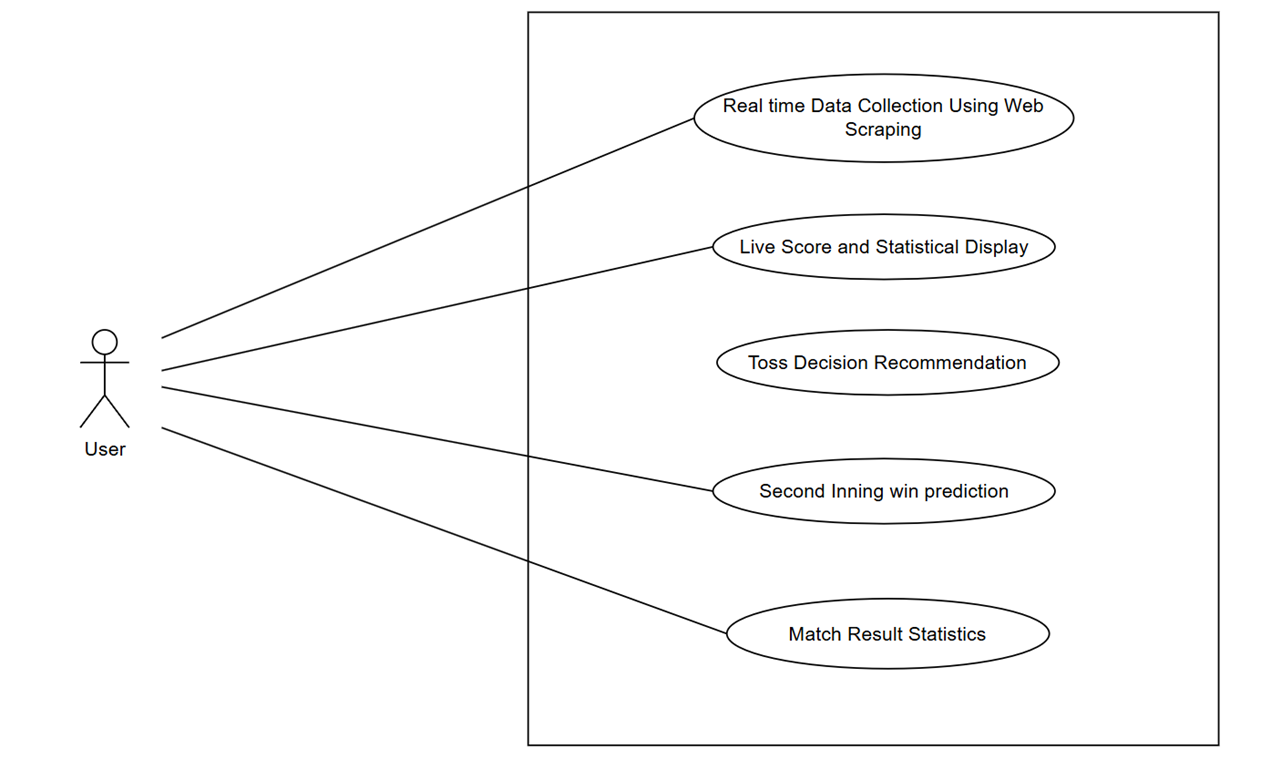 Real time Data Collection Using Web
Scraping
Live Score and Statistical Display
Toss Decision Recommendation
User
Second Inning win prediction
Match Result Statistics